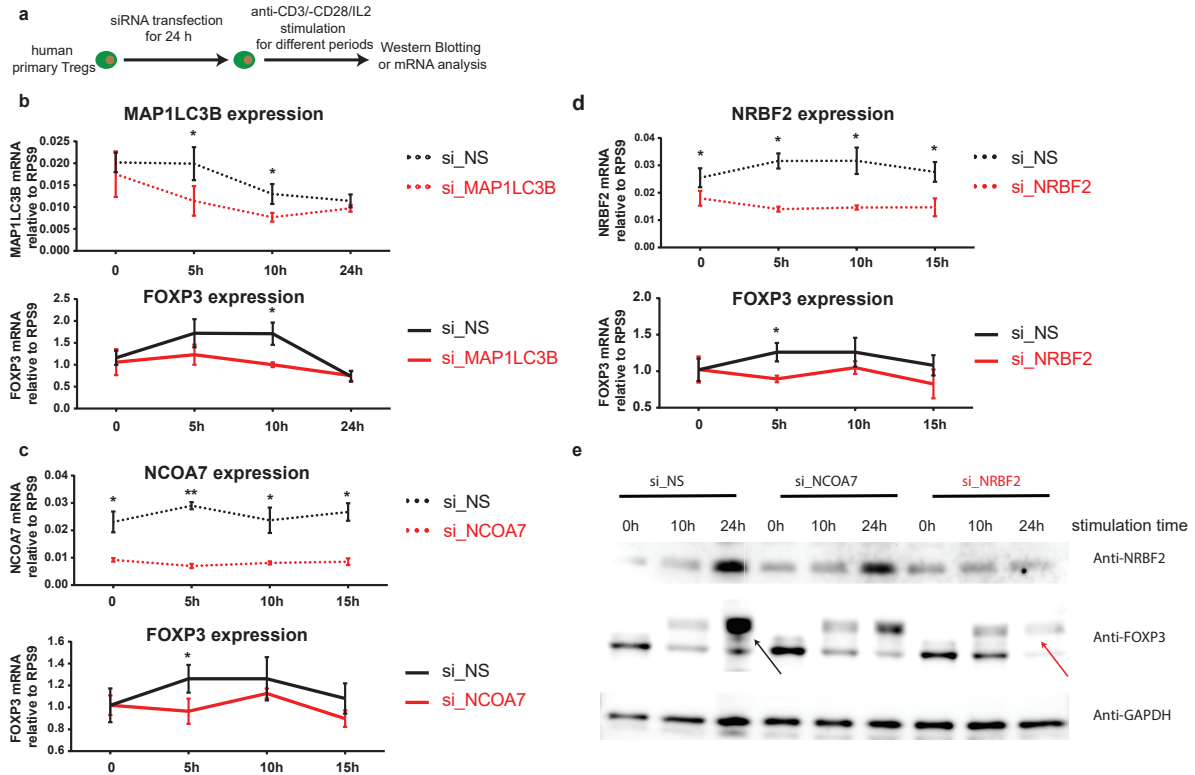 a
human
primary Tregs
siRNA transfection
for 24 h
anti-CD3/-CD28/IL2
stimulation
for different periods
Western Blotting
or mRNA analysis
b
MAP1LC3B expression
MAP1LC3B mRNA
relative to RPS9
0.025
0.020
0.015
0.010
0.005
0.000
* *
0 5h 10h 24h
si_NS
si_MAP1LC3B
FOXP3 expression
FOXP3 mRNA
relative to RPS9
2.5
2.0
1.5
1.0
0.5
0.0
*
0 5h 10h 24h
si_NS
si_MAP1LC3B
c
NCOA7 expression
NCOA7 mRNA
relative to RPS9
0.04
0.03
0.02
0.01
0.00
* ** * *
0 5h 10h 15h
si_NS
si_NCOA7
FOXP3 expression
FOXP3 mRNA
relative to RPS9
1.6
1.4
1.2
1.0
0.8
0.6
*
0 5h 10h 15h
si_NS
si_NCOA7
d
NRBF2 expression
NRBF2 mRNA
relative to RPS9
0.04
0.03
0.02
0.01
0.00
* * * *
0 5h 10h 15h
si_NS
si_NRBF2
FOXP3 expression
FOXP3 mRNA
relative to RPS9
2.0
1.5
1.0
0.5
*
0 5h 10h 15h
si_NS
si_NRBF2
e
si_NS si_NCOA7 si_NRBF2
0h 10h 24h 0h 10h 24h 0h 10h 24h stimulation time
Anti-NRBF2
Anti-FOXP3
Anti-GAPDH